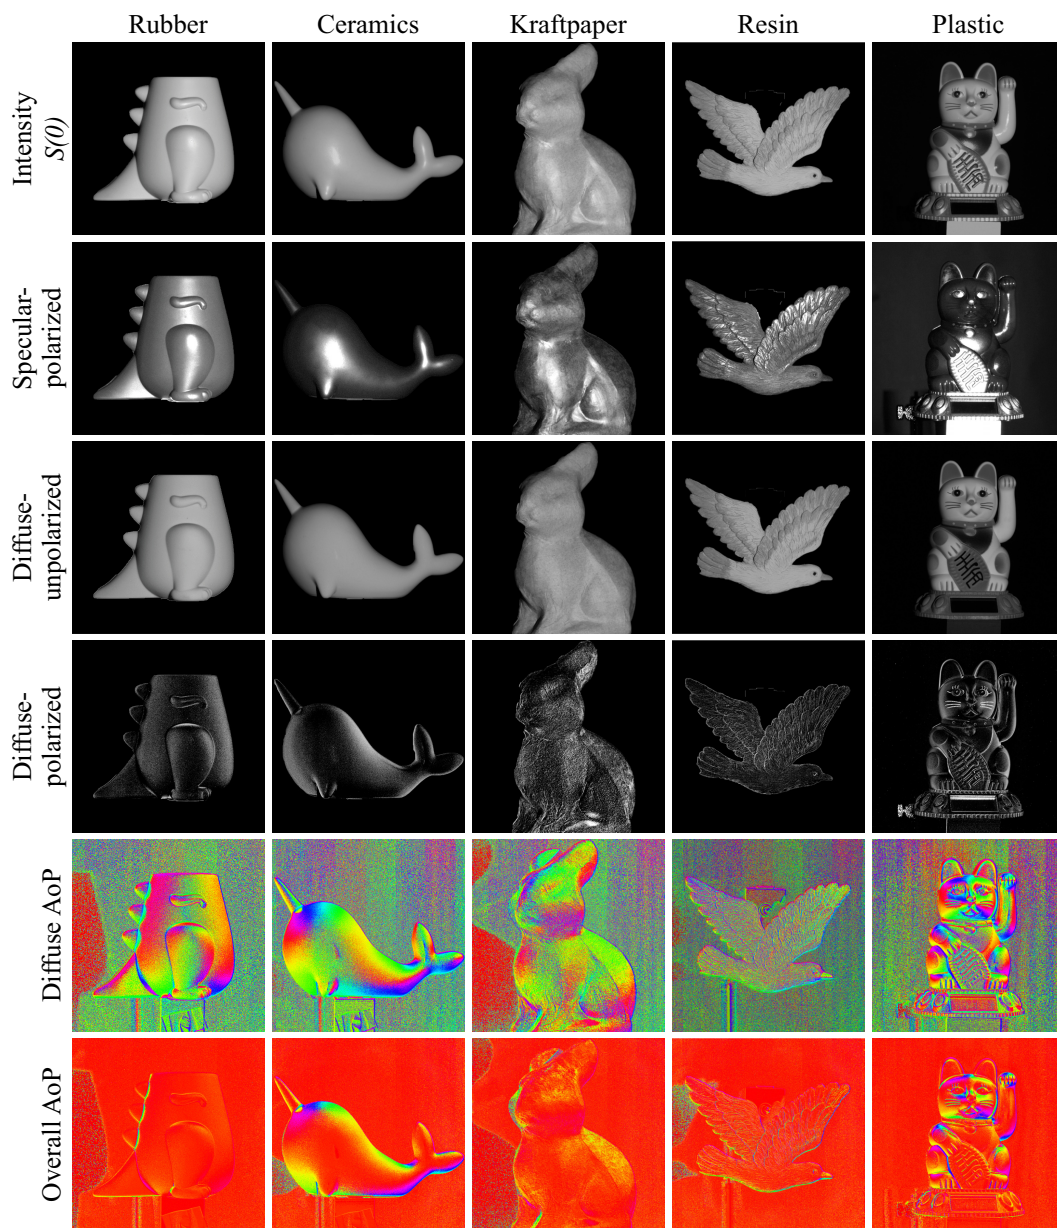 Rubber Ceramics Kraftpaper Resin Plastic
Intensity
S(0)
Specular-
polarized
Diffuse-
unpolarized
Diffuse-
polarized
Diffuse AoP
Overall AoP